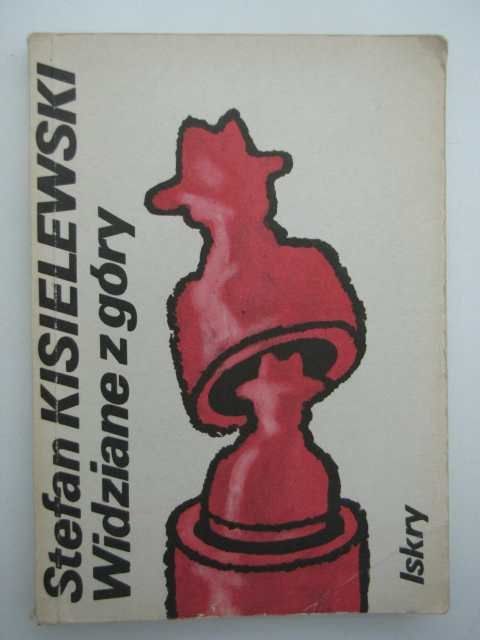 Stefan KISIELEWSKI
Widziane z góry
Iskry